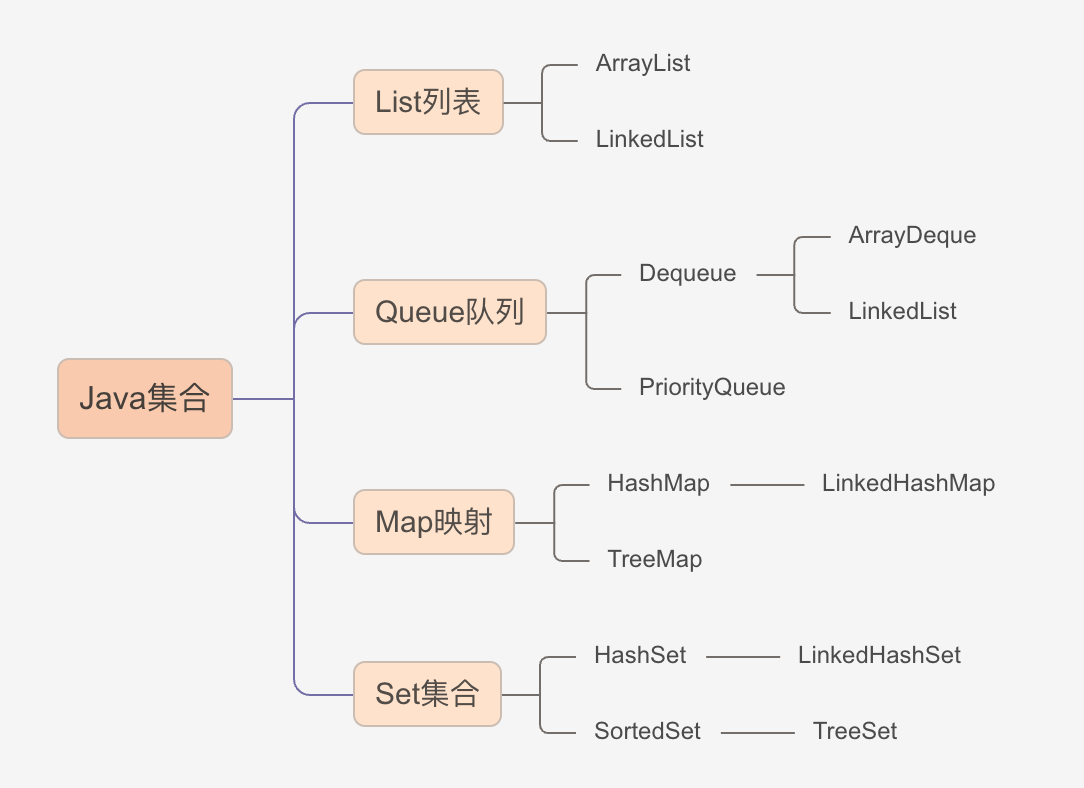 Java集合
List列表
ArrayList
LinkedList
Queue队列
Dequeue
ArrayDeque
LinkedList
PriorityQueue
Map映射
HashMap
LinkedHashMap
TreeMap
Set集合
HashSet
LinkedHashSet
SortedSet
TreeSet